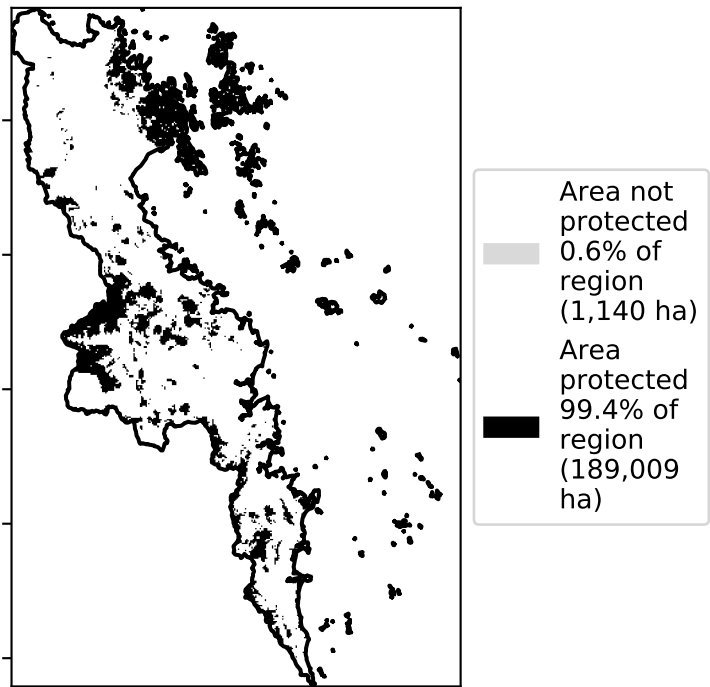 Area not
protected
0.6% of
region
(1,140 ha)
Area
protected
99.4% of
region
(189,009
ha)